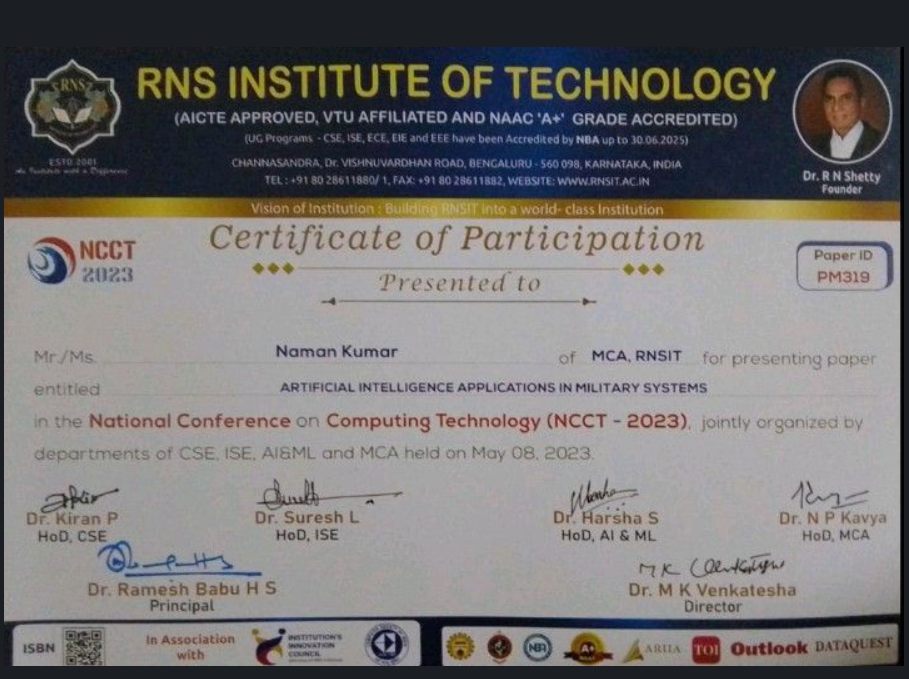 RNS INSTITUTE OF TECHNOLOGY
(AICTE APPROVED, VTU AFFILIATED AND NAAC 'A+' GRADE ACCREDITED)
(UG Programs - CSE, ISE, ECE, EIE and EEE have been Accredited by NBA up to 30.06.2025)
CHANNASANDRA, Dr. VISHNUVARDHAN ROAD, BENGALURU - 560 098, KARNATAKA, INDIA
TEL : +91 80 28611880/ 1, FAX: +91 80 28611882, WEBSITE: WWW.RNSIT.AC.IN
RNS
ESTD 2001
An Institute with a Difference
Dr. R N Shetty
Founder
Vision of Institution : Building RNSIT into a world- class Institution
NCCT
2023
Certificate of Participation
Presented to
Paper ID
PM319
Mr./Ms. Naman Kumar of MCA, RNSIT for presenting paper
entitled ARTIFICIAL INTELLIGENCE APPLICATIONS IN MILITARY SYSTEMS
in the National Conference on Computing Technology (NCCT - 2023), jointly organized by
departments of CSE, ISE, AI&ML and MCA held on May 08, 2023.
Dr. Kiran P Dr. Suresh L Dr. Harsha S Dr. N P Kavya
HoD, CSE HoD, ISE HoD, AI & ML HoD, MCA
M K Venkatesha
Dr. Ramesh Babu H S Dr. M K Venkatesha
Principal Director
ISBN
In Association
with
INSTITUTION'S
INNOVATION
COUNCIL
NBA
A+
ARIIA
TOI
Outlook
DATAQUEST